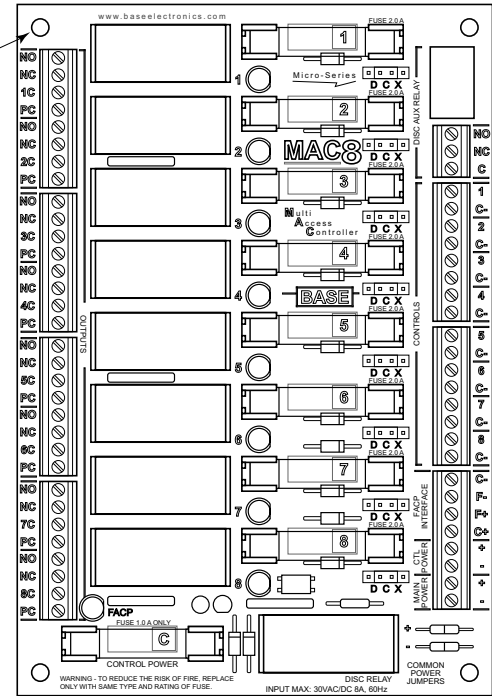 www.baseelectronics.com
FUSE 2.0 A
1
NO
NC
1C
PC
NO
NC
2C
PC
NO
NC
3C
PC
NO
NC
4C
PC
NO
NC
5C
PC
NO
NC
6C
PC
NO
NC
7C
PC
NO
NC
8C
PC
OUTPUTS
1
2
3
4
5
6
7
8
Micro-Series
D C X
FUSE 2.0 A
2
MAC8
D C X
FUSE 2.0 A
3
Multi
Access
Controller
D C X
FUSE 2.0 A
4
BASE
D C X
FUSE 2.0 A
5
D C X
FUSE 2.0 A
6
D C X
FUSE 2.0 A
7
D C X
FUSE 2.0 A
8
D C X
DISC AUX RELAY
NO
NC
C
CONTROLS
1
C-
2
C-
3
C-
4
C-
5
C-
6
C-
7
C-
8
C-
FACP
INTERFACE
C-
F-
F+
C+
CTL
POWER
+
-
MAIN
POWER
+
-
FACP
FUSE 1.0 A ONLY
C
CONTROL POWER
WARNING - TO REDUCE THE RISK OF FIRE, REPLACE
ONLY WITH SAME TYPE AND RATING OF FUSE.
DISC RELAY
INPUT MAX: 30VAC/DC 8A, 60Hz
+
-
COMMON
POWER
JUMPERS